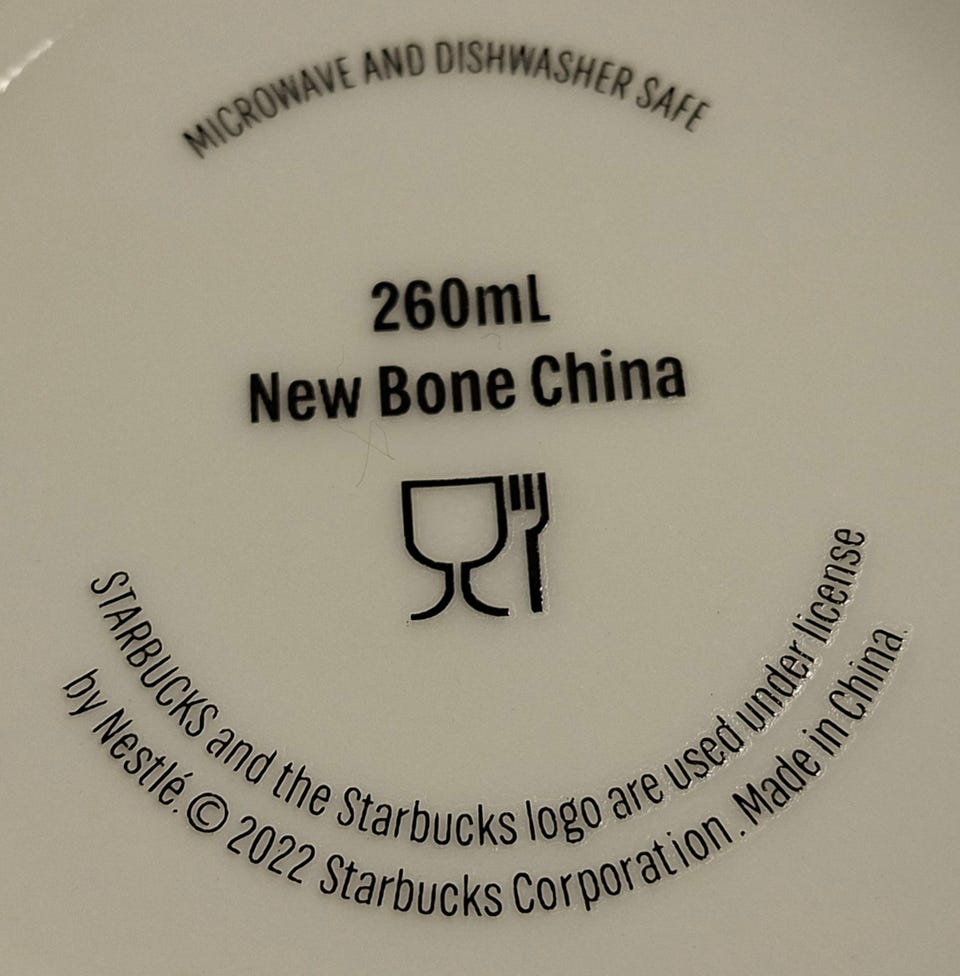 MICROWAVE AND DISHWASHER SAFE
260mL
New Bone China
STARBUCKS and the Starbucks logo are used under license
by Nestlé. © 2022 Starbucks Corporation. Made in China.